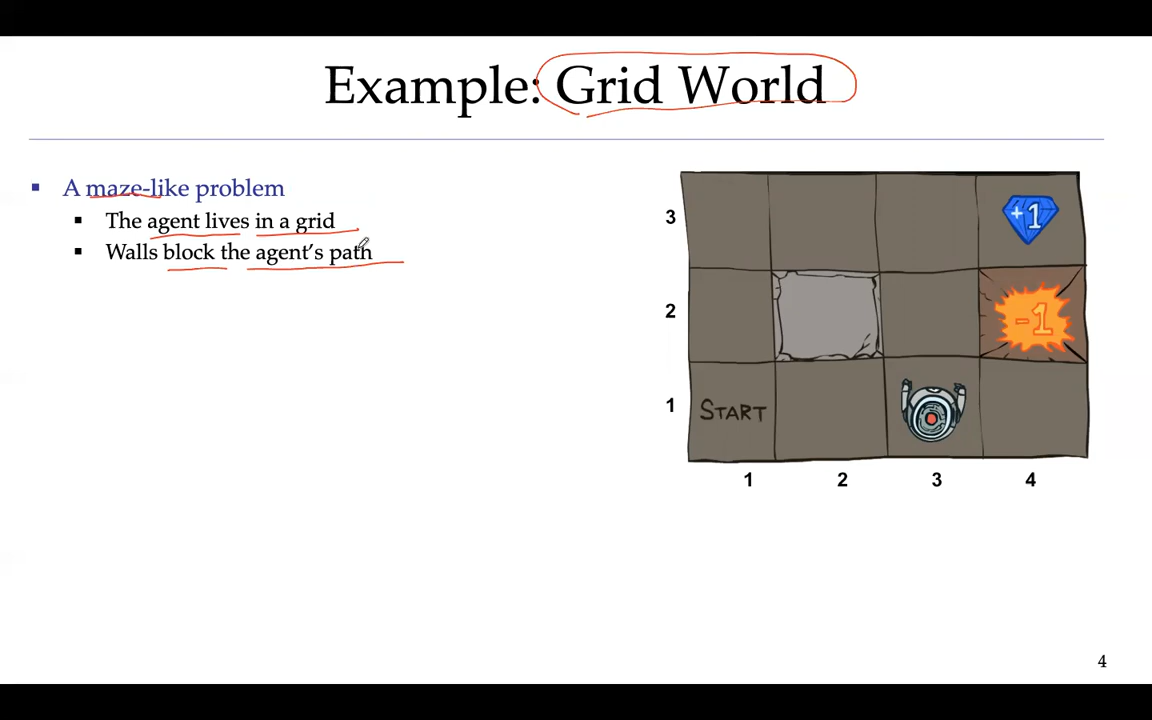 Example: Grid World
▪ A maze-like problem
▪ The agent lives in a grid
▪ Walls block the agent's path
3
+1
2
-1
1
START
1 2 3 4
4